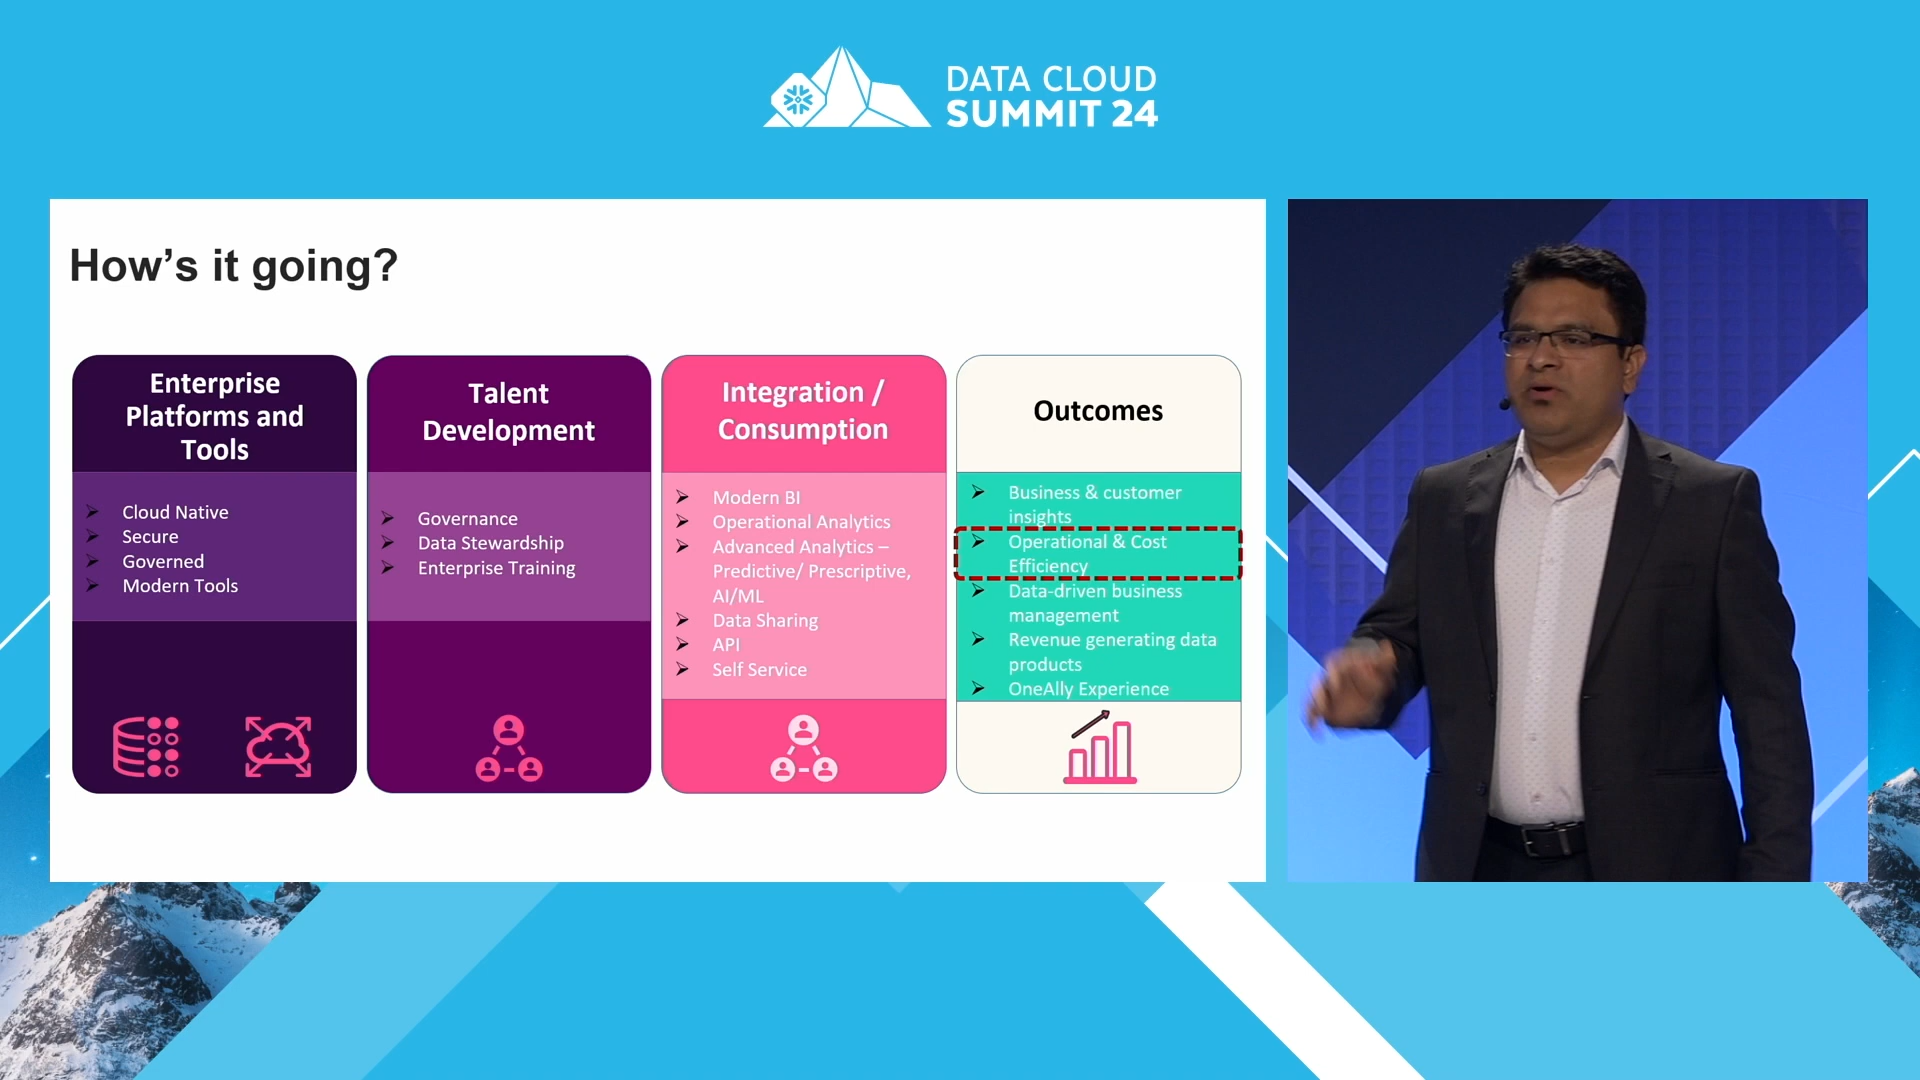 DATA CLOUD
SUMMIT 24
How’s it going?
Enterprise
Platforms and
Tools
Cloud Native
Secure
Governed
Modern Tools
Talent
Development
Governance
Data Stewardship
Enterprise Training
Integration /
Consumption
Modern BI
Operational Analytics
Advanced Analytics –
Predictive/ Prescriptive,
AI/ML
Data Sharing
API
Self Service
Outcomes
Business & customer
insights
Operational & Cost
Efficiency
Data-driven business
management
Revenue generating data
products
OneAlly Experience